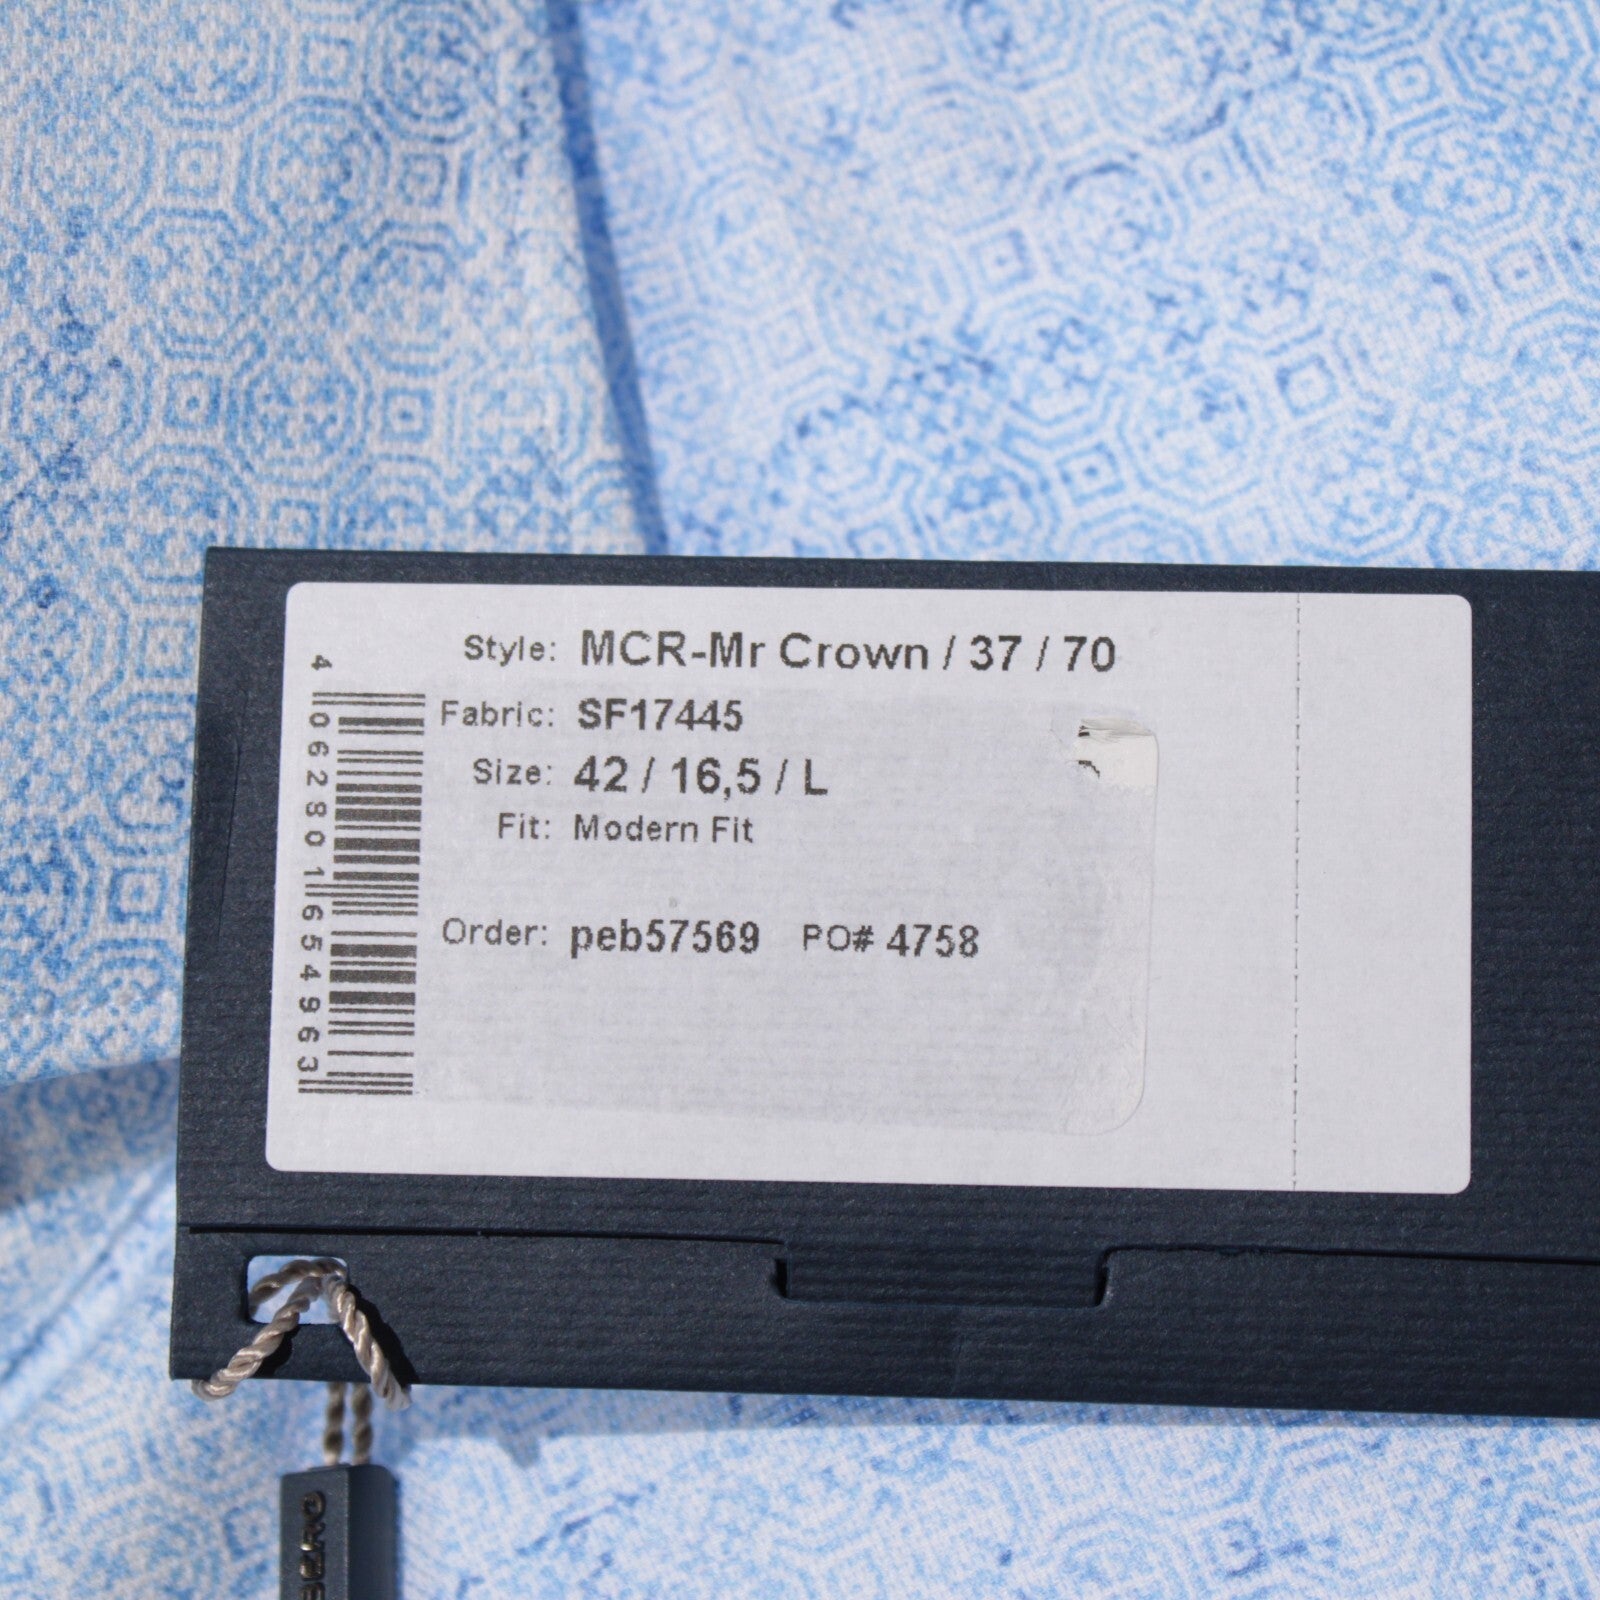 Style: MCR-Mr Crown / 37 / 70
Fabric: SF17445
Size: 42 / 16,5 / L
Fit: Modern Fit
Order: peb57569 PO# 4758
4 062801 654963